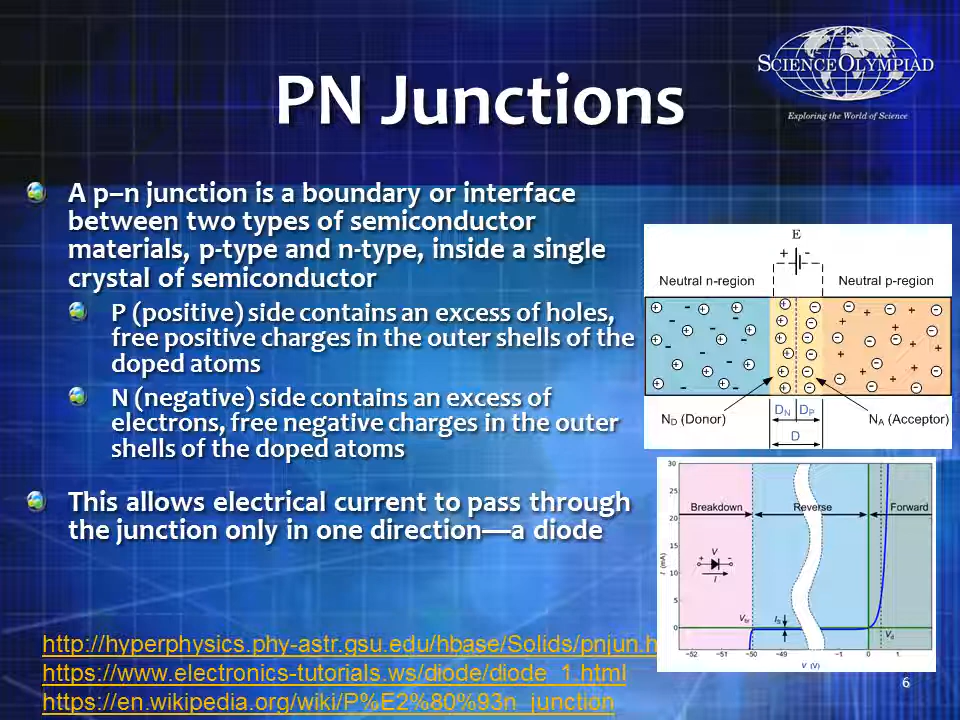 SCIENCEOLYMPIAD
Exploring the World of Science
PN Junctions
A p–n junction is a boundary or interface
between two types of semiconductor
materials, p-type and n-type, inside a single
crystal of semiconductor
P (positive) side contains an excess of holes,
free positive charges in the outer shells of the
doped atoms
N (negative) side contains an excess of
electrons, free negative charges in the outer
shells of the doped atoms
This allows electrical current to pass through
the junction only in one direction—a diode
E
+ -
Neutral n-region Neutral p-region
N_D (Donor) D_N D_P N_A (Acceptor)
D
30
Breakdown Reverse Forward
20
15
I (mA)
10
5
0
V
+ -
I
V_br I_S V_d
−52 −51 −50 −49 −1 0 1
V (V)
http://hyperphysics.phy-astr.gsu.edu/hbase/Solids/pnjun.h
https://www.electronics-tutorials.ws/diode/diode_1.html
https://en.wikipedia.org/wiki/P%E2%80%93n_junction
6